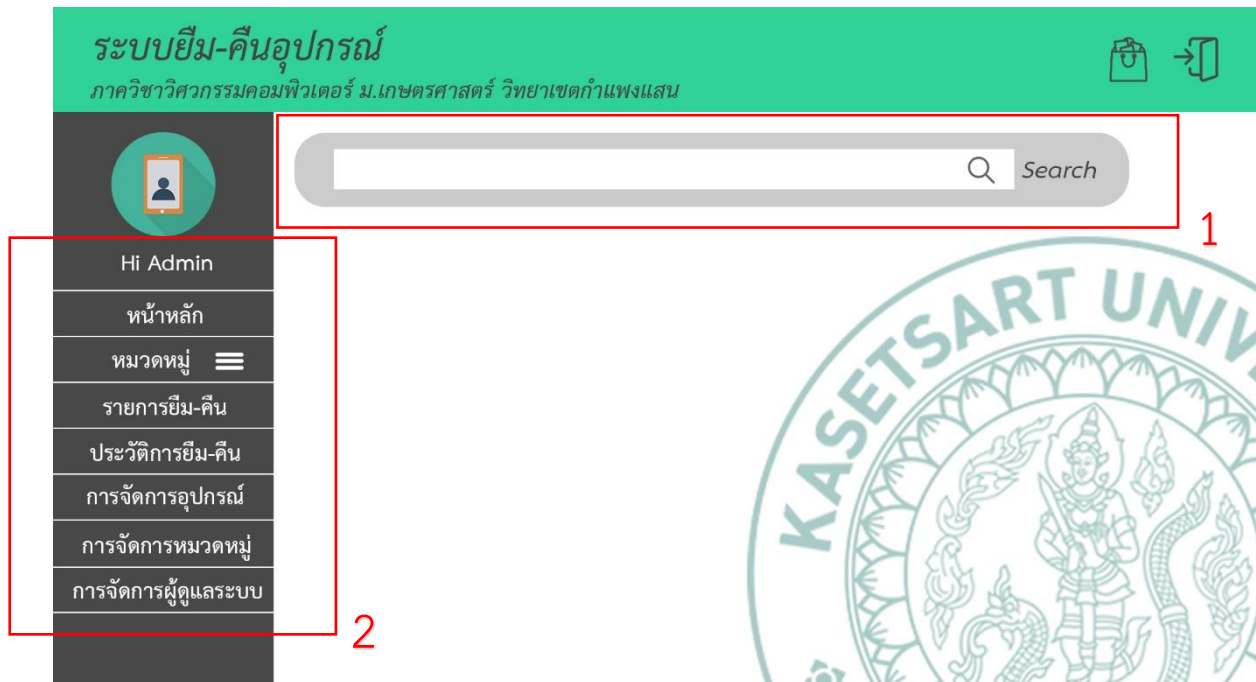 ระบบยืม-คืนอุปกรณ์
ภาควิชาวิศวกรรมคอมพิวเตอร์ ม.เกษตรศาสตร์ วิทยาเขตกำแพงแสน
Search
1
Hi Admin
หน้าหลัก
หมวดหมู่
รายการยืม-คืน
ประวัติการยืม-คืน
การจัดการอุปกรณ์
การจัดการหมวดหมู่
การจัดการผู้ดูแลระบบ
2
KASETSART UNIVE